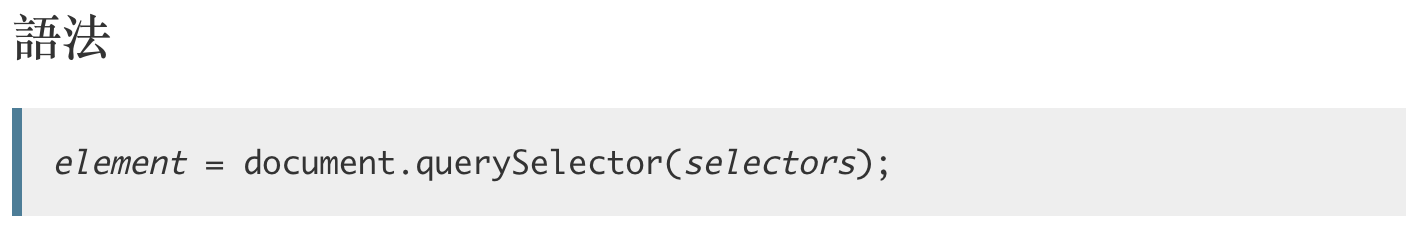 語法
element = document.querySelector(selectors);